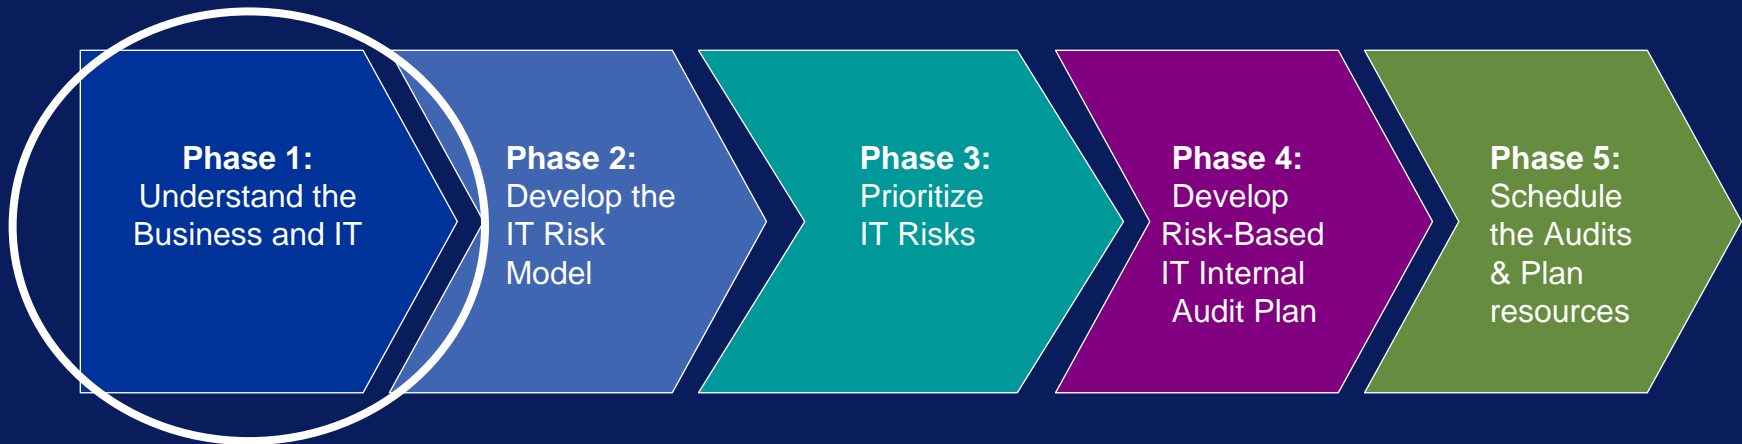 Phase 1:
Understand the
Business and IT
Phase 2:
Develop the
IT Risk
Model
Phase 3:
Prioritize
IT Risks
Phase 4:
Develop
Risk-Based
IT Internal
Audit Plan
Phase 5:
Schedule
the Audits
& Plan
resources